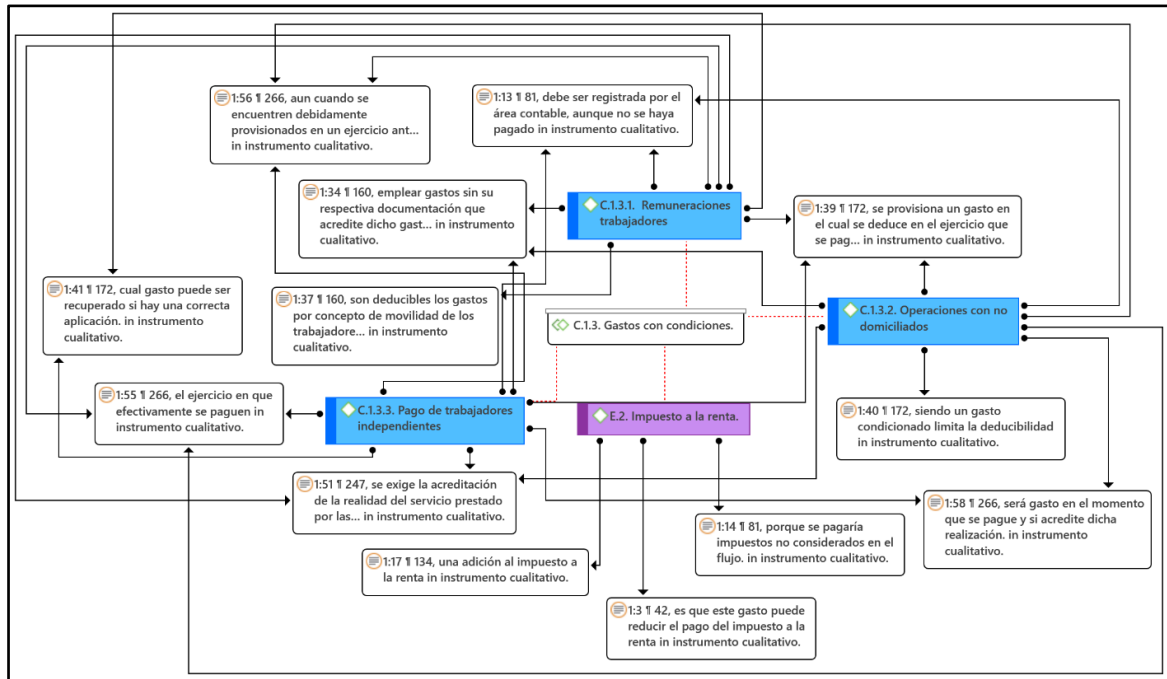 1:56 ¶ 266, aun cuando se
encuentren debidamente
provisionados en un ejercicio ant...
in instrumento cualitativo.
1:13 ¶ 81, debe ser registrada por el
área contable, aunque no se haya
pagado in instrumento cualitativo.
1:34 ¶ 160, emplear gastos sin su
respectiva documentación que
acredite dicho gast... in instrumento
cualitativo.
C.1.3.1. Remuneraciones
trabajadores
1:39 ¶ 172, se provisiona un gasto en
el cual se deduce en el ejercicio que
se pag... in instrumento cualitativo.
1:41 ¶ 172, cual gasto puede ser
recuperado si hay una correcta
aplicación. in instrumento
cualitativo.
1:37 ¶ 160, son deducibles los gastos
por concepto de movilidad de los
trabajadore... in instrumento
cualitativo.
C.1.3. Gastos con condiciones.
C.1.3.2. Operaciones con no
domiciliados
1:55 ¶ 266, el ejercicio en que
efectivamente se paguen in
instrumento cualitativo.
C.1.3.3. Pago de trabajadores
independientes
E.2. Impuesto a la renta.
1:40 ¶ 172, siendo un gasto
condicionado limita la deducibilidad
in instrumento cualitativo.
1:51 ¶ 247, se exige la acreditación
de la realidad del servicio prestado
por las... in instrumento cualitativo.
1:58 ¶ 266, será gasto en el momento
que se pague y si acredite dicha
realización. in instrumento
cualitativo.
1:14 ¶ 81, porque se pagaría
impuestos no considerados en el
flujo. in instrumento cualitativo.
1:17 ¶ 134, una adición al impuesto a
la renta in instrumento cualitativo.
1:3 ¶ 42, es que este gasto puede
reducir el pago del impuesto a la
renta in instrumento cualitativo.